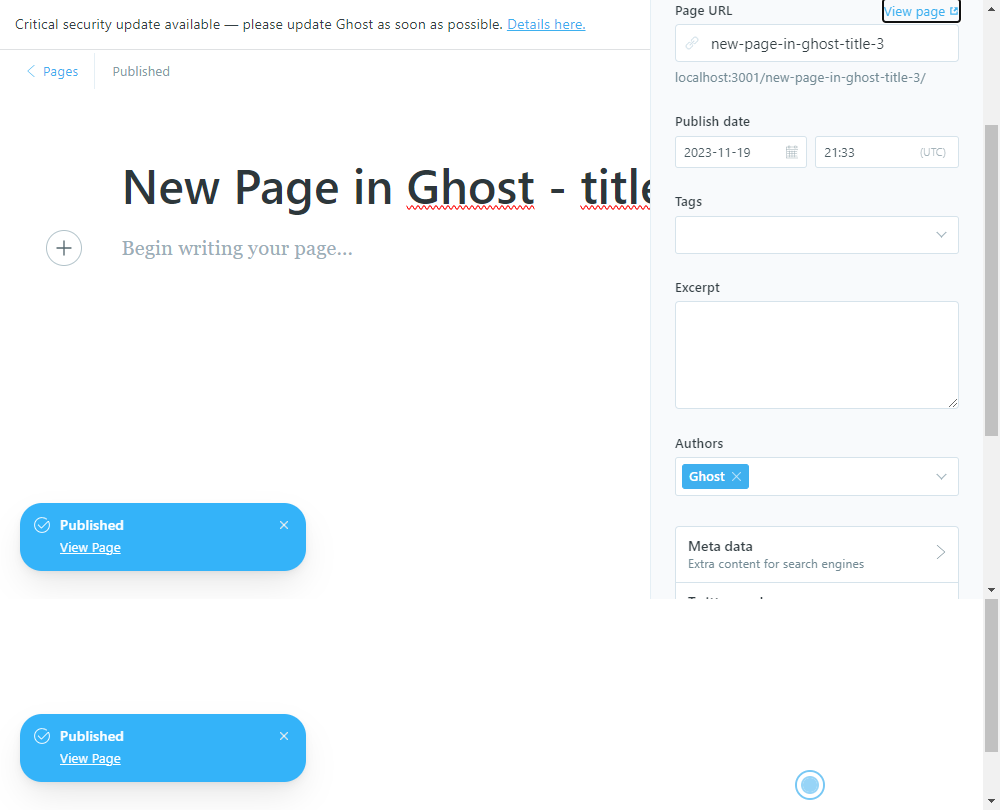 Critical security update available — please update Ghost as soon as possible. Details here.
Pages
Published
New Page in Ghost - title
Begin writing your page...
Published
View Page
Page URL
View page
new-page-in-ghost-title-3
localhost:3001/new-page-in-ghost-title-3/
Publish date
2023-11-19
21:33
(UTC)
Tags
Excerpt
Authors
Ghost
Meta data
Extra content for search engines
Published
View Page